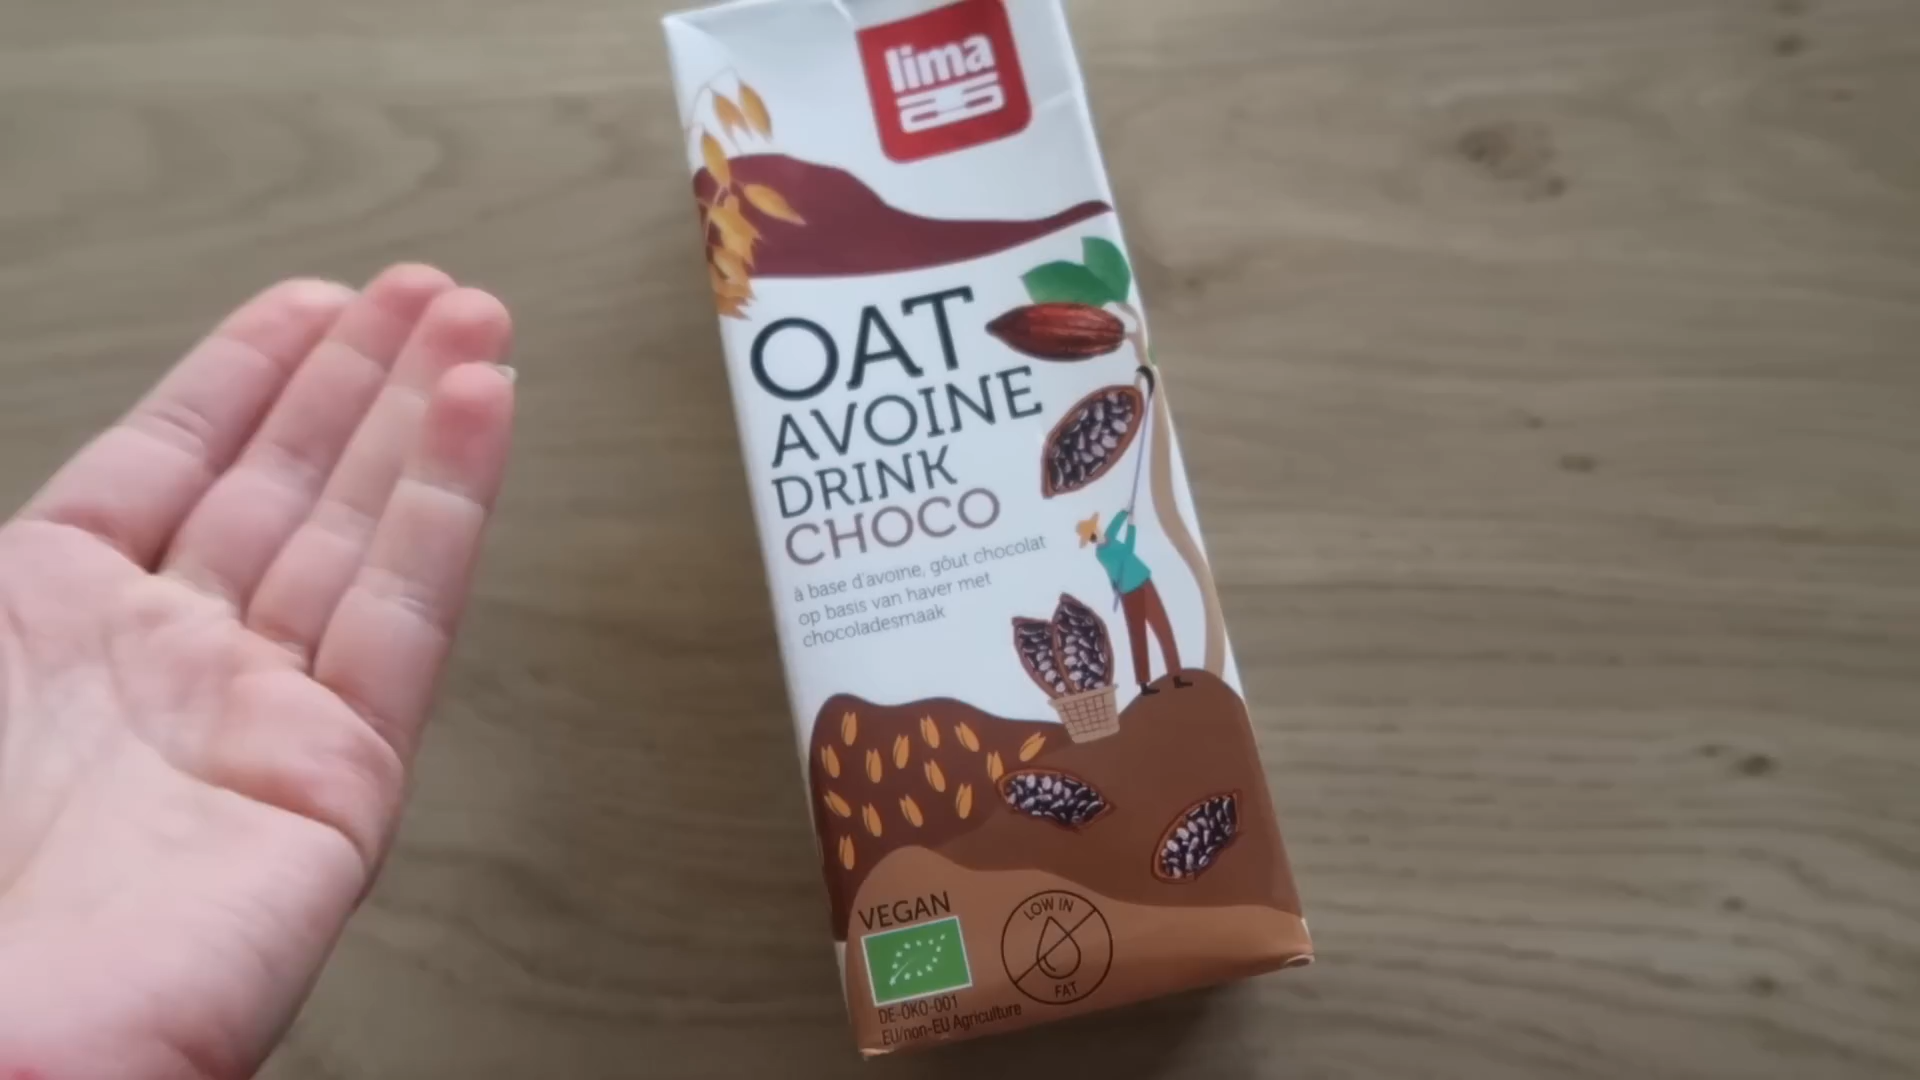 lima
OAT
AVOINE
DRINK
CHOCO
à base d'avoine, goût chocolat
op basis van haver met
chocoladesmaak
VEGAN
LOW IN
FAT
DE-ÖKO-001
EU/non-EU Agriculture